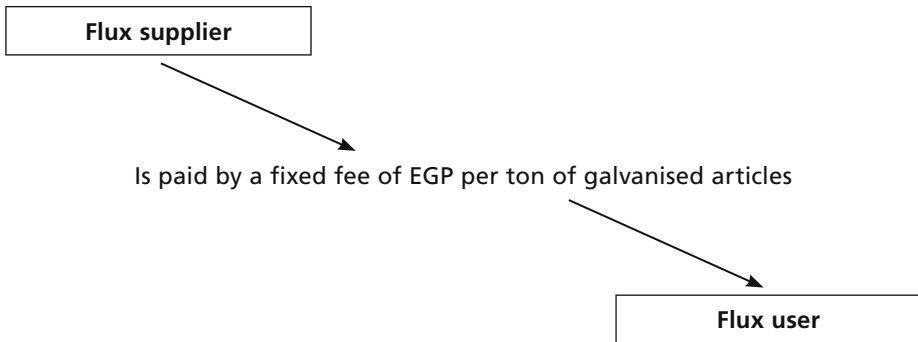 Flux supplier
Is paid by a fixed fee of EGP per ton of galvanised articles
Flux user